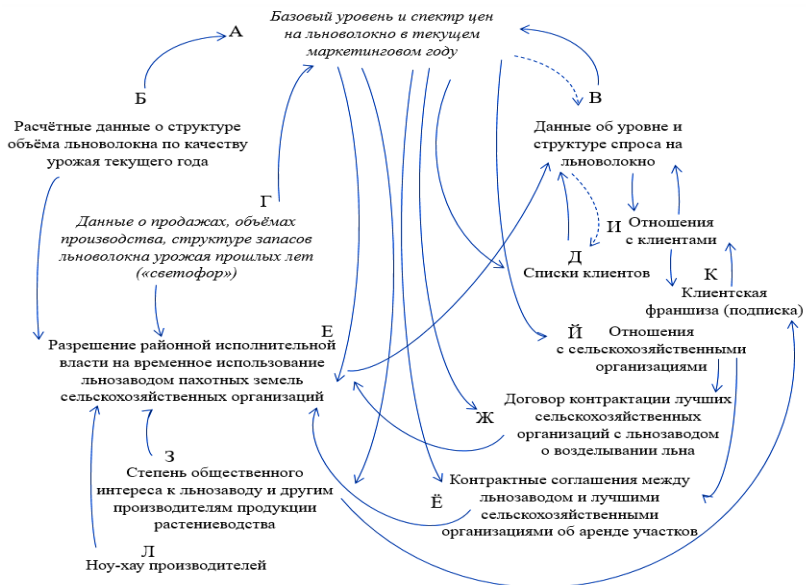 А
Базовый уровень и спектр цен
на льноволокно в текущем
маркетинговом году
Б
Расчётные данные о структуре
объёма льноволокна по качеству
урожая текущего года
В
Данные об уровне и
структуре спроса на
льноволокно
Г
Данные о продажах, объёмах
производства, структуре запасов
льноволокна урожая прошлых лет
(«светофор»)
И
Отношения
с клиентами
Д
Списки клиентов
К
Клиентская
франшиза (подписка)
Е
Разрешение районной исполнительной
власти на временное использование
льнозаводом пахотных земель
сельскохозяйственных организаций
Й
Отношения
с сельскохозяйственными
организациями
Ж
Договор контрактации лучших
сельскохозяйственных
организаций с льнозаводом
о возделывании льна
З
Степень общественного
интереса к льнозаводу и другим
производителям продукции
растениеводства
Ё
Контрактные соглашения между
льнозаводом и лучшими
сельскохозяйственными
организациями об аренде участков
Л
Ноу-хау производителей